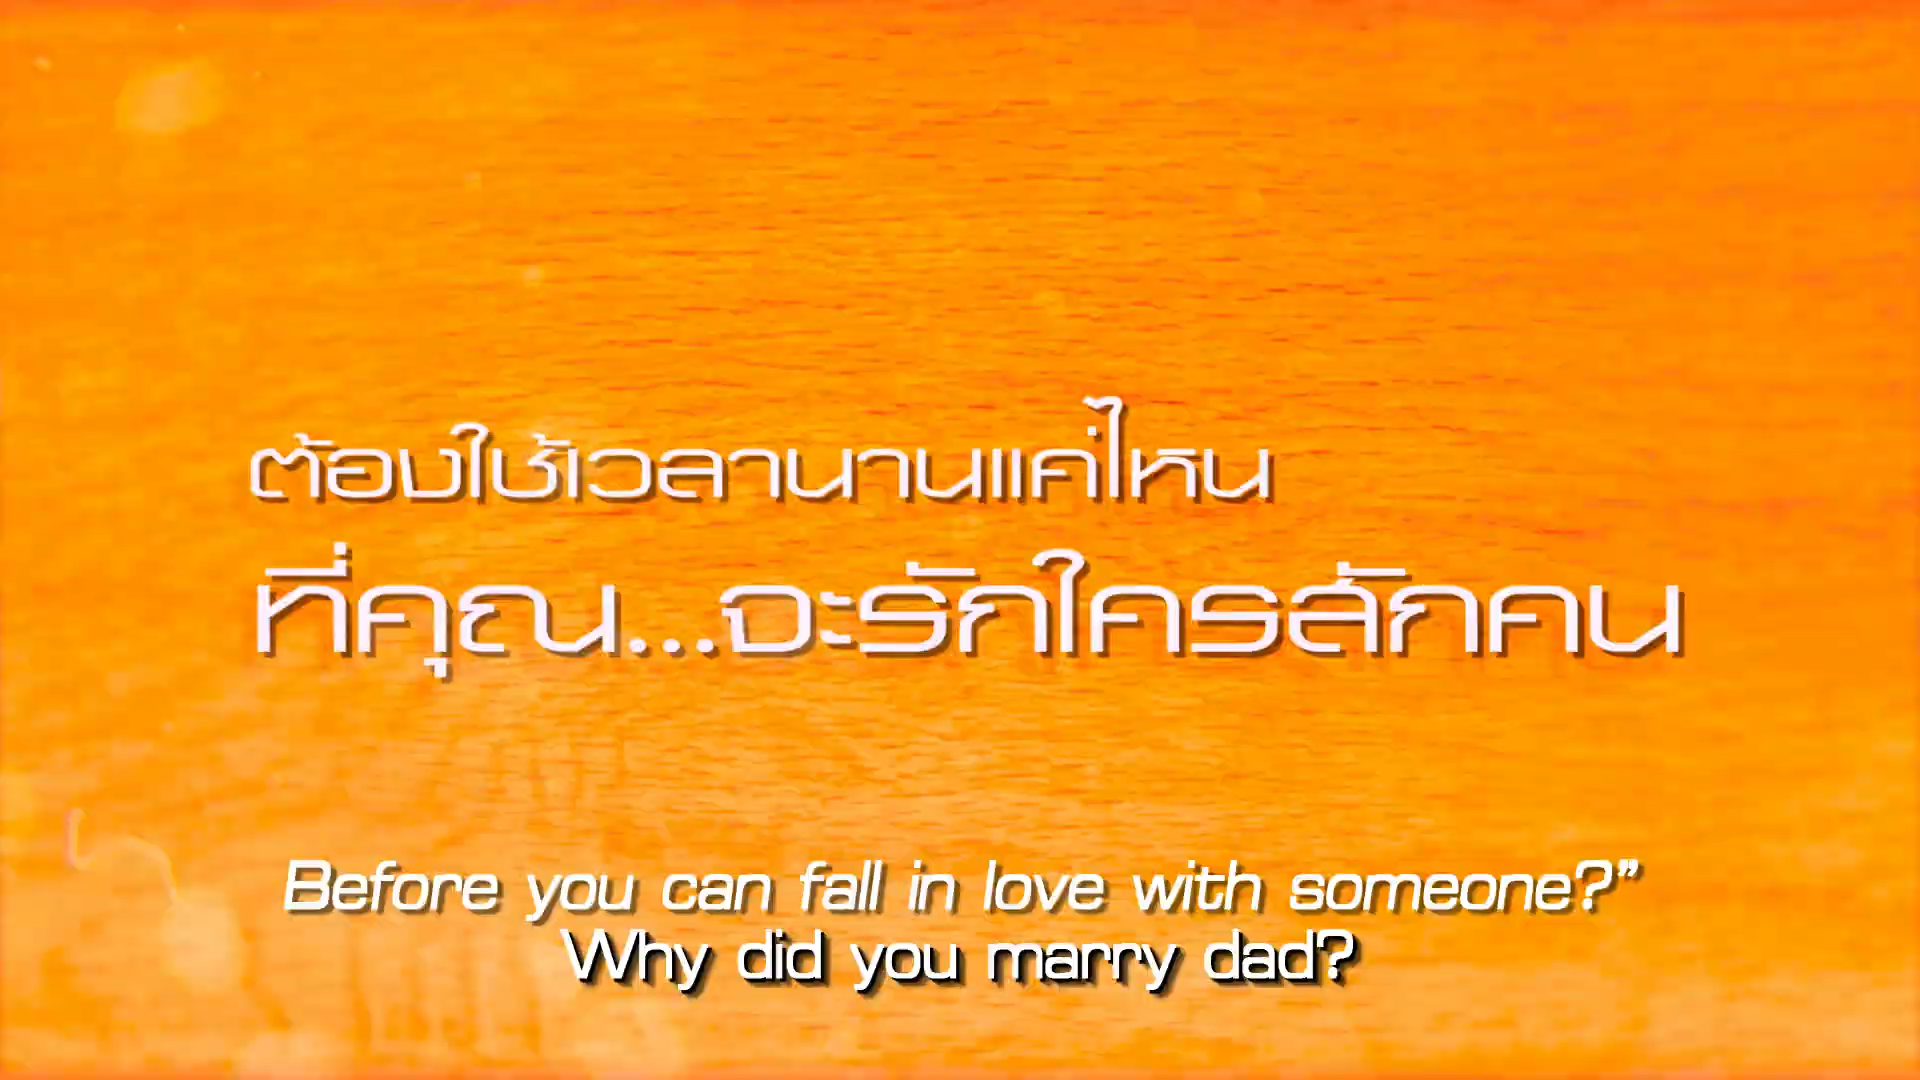 ต้องใช้เวลานานแค่ไหน
ที่คุณ...จะรักใครสักคน
Before you can fall in love with someone?”
Why did you marry dad?